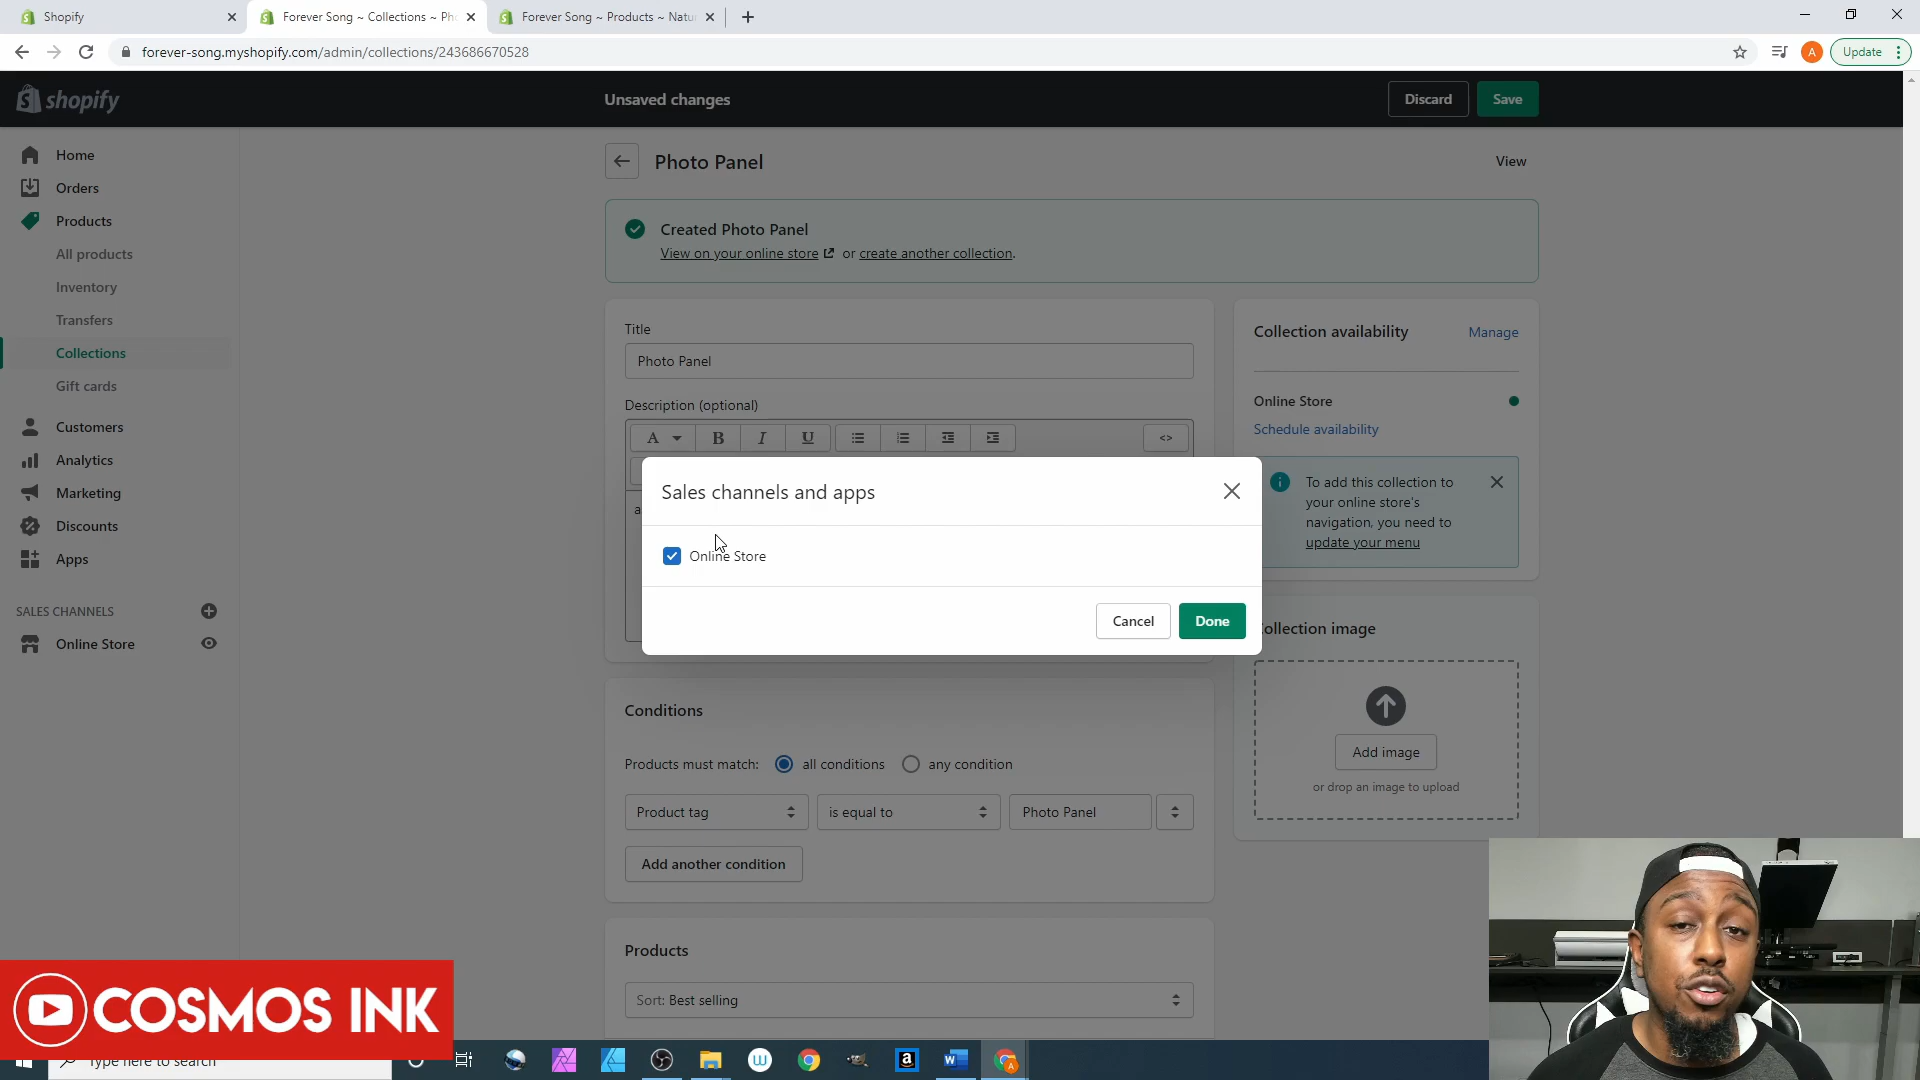 Shopify
Forever Song ~ Collections ~ Pho
Forever Song ~ Products ~ Natu
forever-song.myshopify.com/admin/collections/243686670528
A
Update
shopify
Unsaved changes
Discard
Save
Home
Orders
Products
All products
Inventory
Transfers
Collections
Gift cards
Customers
Analytics
Marketing
Discounts
Apps
SALES CHANNELS
Online Store
Photo Panel
View
Created Photo Panel
View on your online store or create another collection.
Title
Photo Panel
Description (optional)
A
B
I
U
<>
a
Collection availability
Manage
Online Store
Schedule availability
To add this collection to
your online store's
navigation, you need to
update your menu
Sales channels and apps
Online Store
Cancel
Done
ollection image
Add image
or drop an image to upload
Conditions
Products must match:
all conditions
any condition
Product tag
is equal to
Photo Panel
Add another condition
Products
Sort: Best selling
COSMOS INK
Type here to search